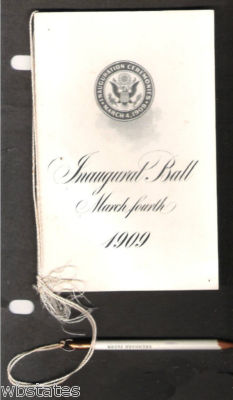 INAUGURATION CEREMONIES
MARCH 4, 1909
Inaugural Ball
March fourth
1909
wbstates